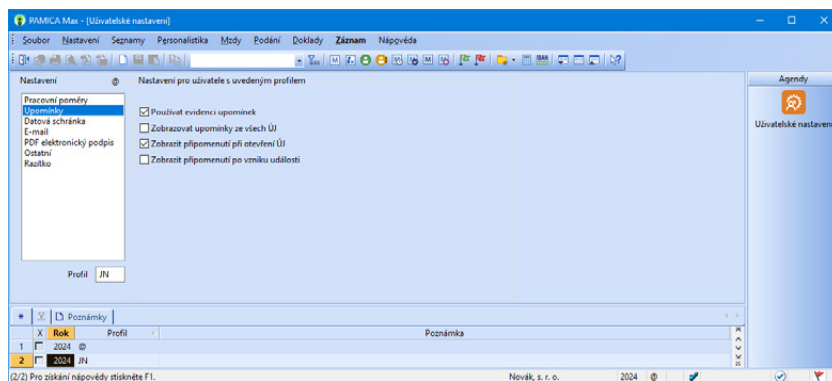 PAMICA Max - [Uživatelské nastavení]
Soubor Nastavení Seznamy Personalistika Mzdy Podání Doklady Záznam Nápověda
Nastavení @
Nastavení pro uživatele s uvedeným profilem
Agendy
Pracovní poměry
Upomínky
Datová schránka
E-mail
PDF elektronický podpis
Ostatní
Razítko
Používat evidenci upomínek
Zobrazovat upomínky ze všech ÚJ
Zobrazit připomenutí při otevření ÚJ
Zobrazit připomenutí po vzniku události
Uživatelské nastavení
Profil JN
Poznámky
X Rok Profil Poznámka
1 2024 @
2 2024 JN
(2/2) Pro získání nápovědy stiskněte F1. Novák, s. r. o. 2024 @